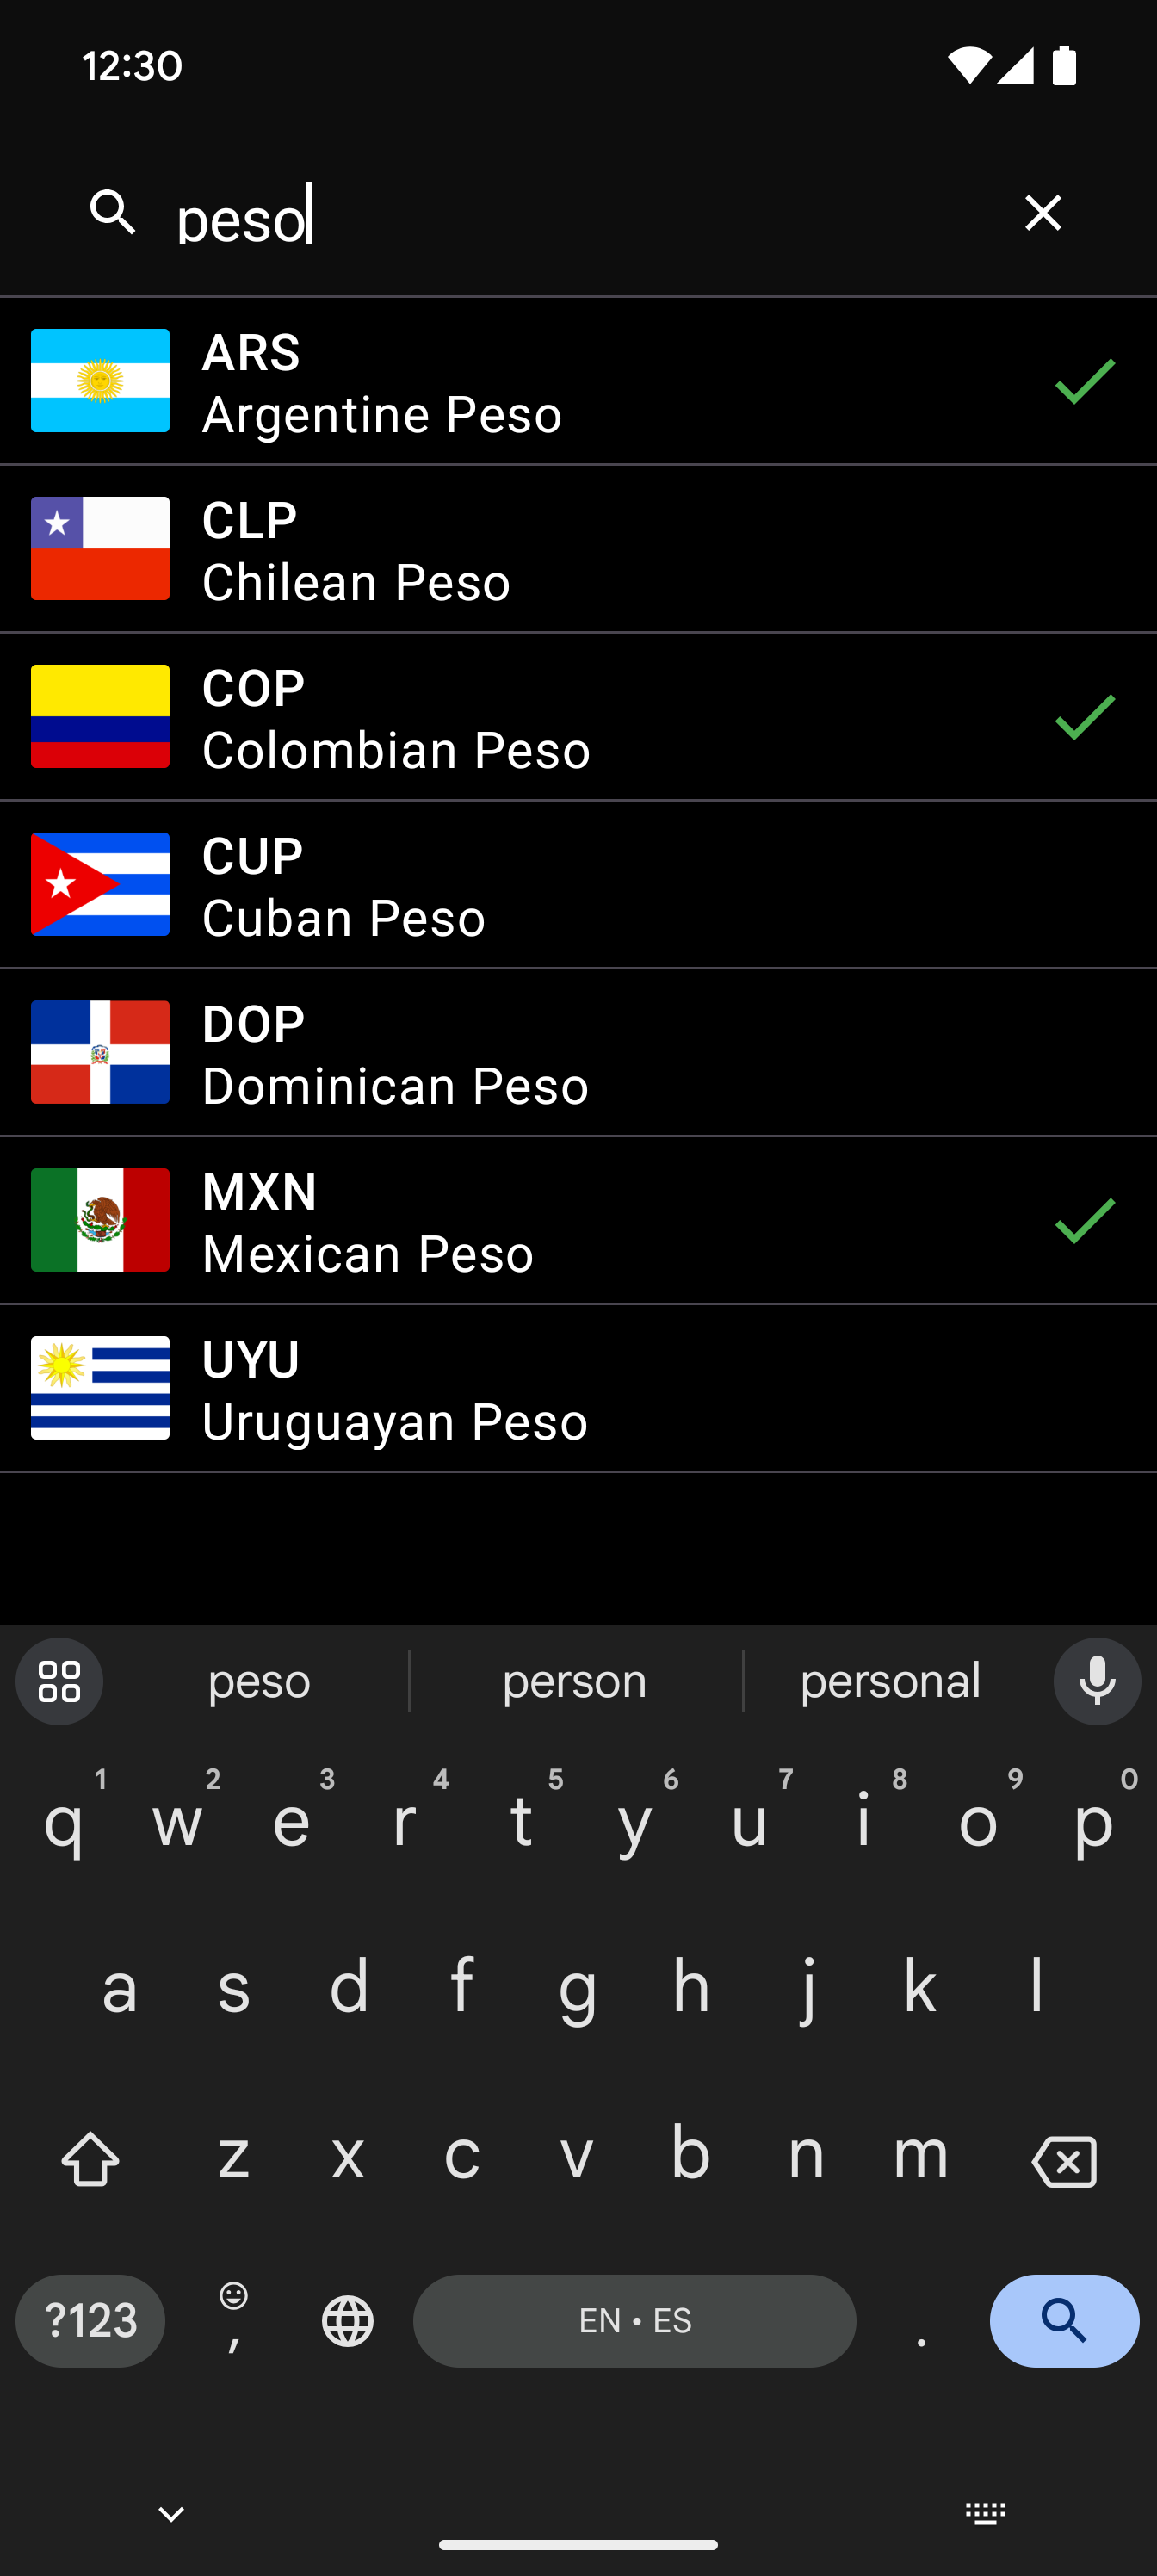 12:30
peso
ARS
Argentine Peso
CLP
Chilean Peso
COP
Colombian Peso
CUP
Cuban Peso
DOP
Dominican Peso
MXN
Mexican Peso
UYU
Uruguayan Peso
peso person personal
1 2 3 4 5 6 7 8 9 0
q w e r t y u i o p
a s d f g h j k l
z x c v b n m
?123 , EN • ES .